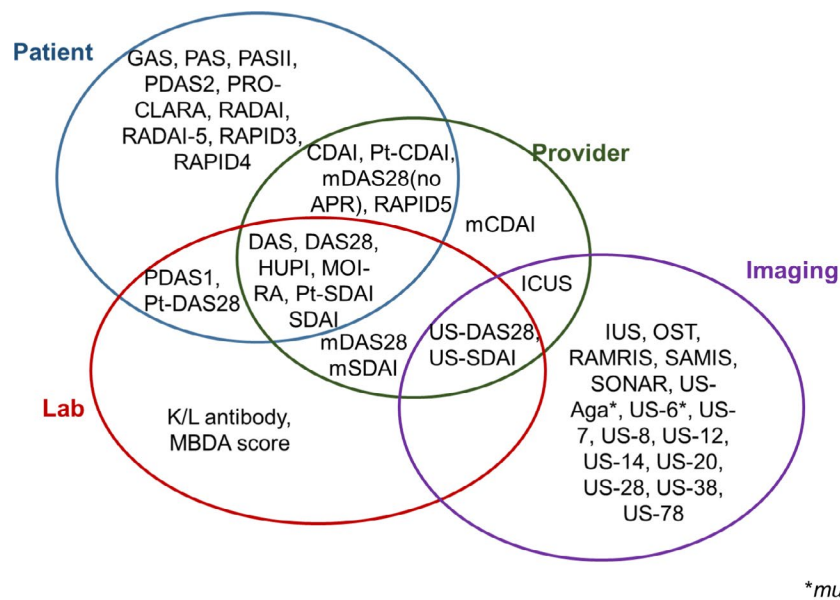 Patient
GAS, PAS, PASII,
PDAS2, PRO-
CLARA, RADAI,
RADAI-5, RAPID3,
RAPID4
Provider
CDAI, Pt-CDAI,
mDAS28(no
APR), RAPID5
mCDAI
Imaging
DAS, DAS28,
HUPI, MOI-
RA, Pt-SDAI
SDAI
PDAS1,
Pt-DAS28
ICUS
mDAS28
mSDAI
US-DAS28,
US-SDAI
IUS, OST,
RAMRIS, SAMIS,
SONAR, US-
Aga*, US-6*, US-
7, US-8, US-12,
US-14, US-20,
US-28, US-38,
US-78
Lab
K/L antibody,
MBDA score
*mu